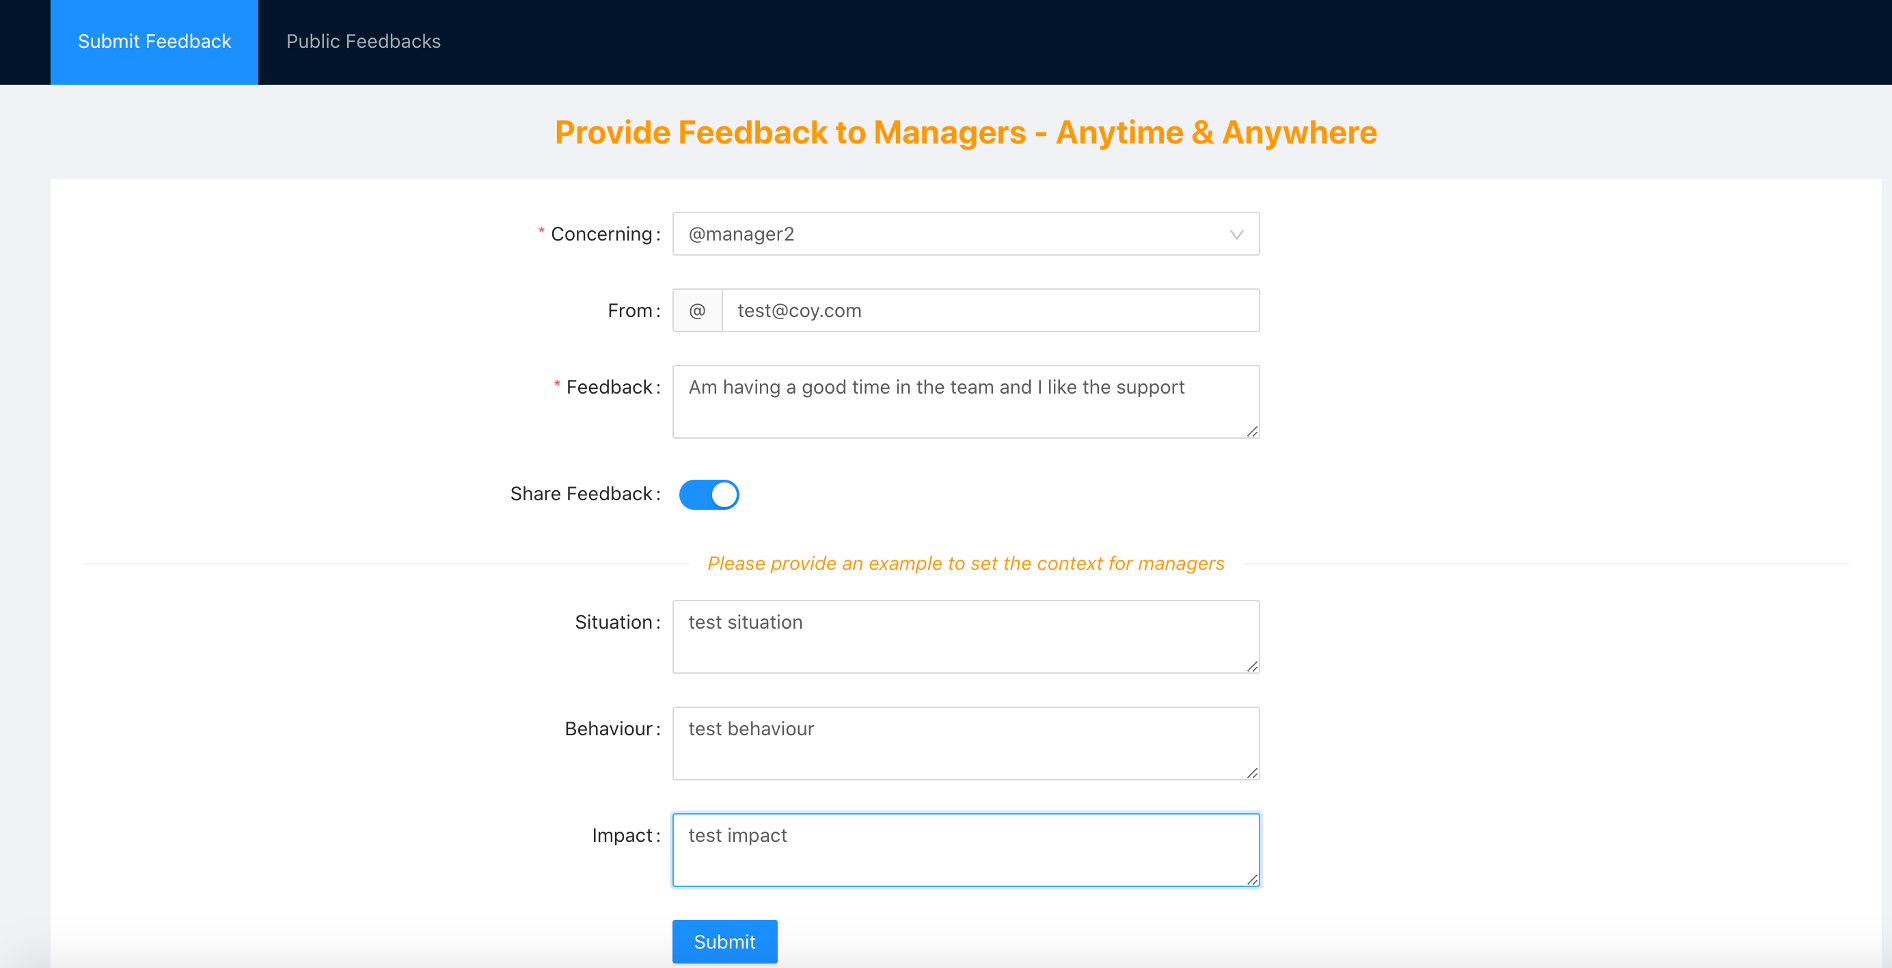 Submit Feedback Public Feedbacks
Provide Feedback to Managers - Anytime & Anywhere
* Concerning: @manager2
From: @ test@coy.com
* Feedback: Am having a good time in the team and I like the support
Share Feedback:
Please provide an example to set the context for managers
Situation: test situation
Behaviour: test behaviour
Impact: test impact
Submit